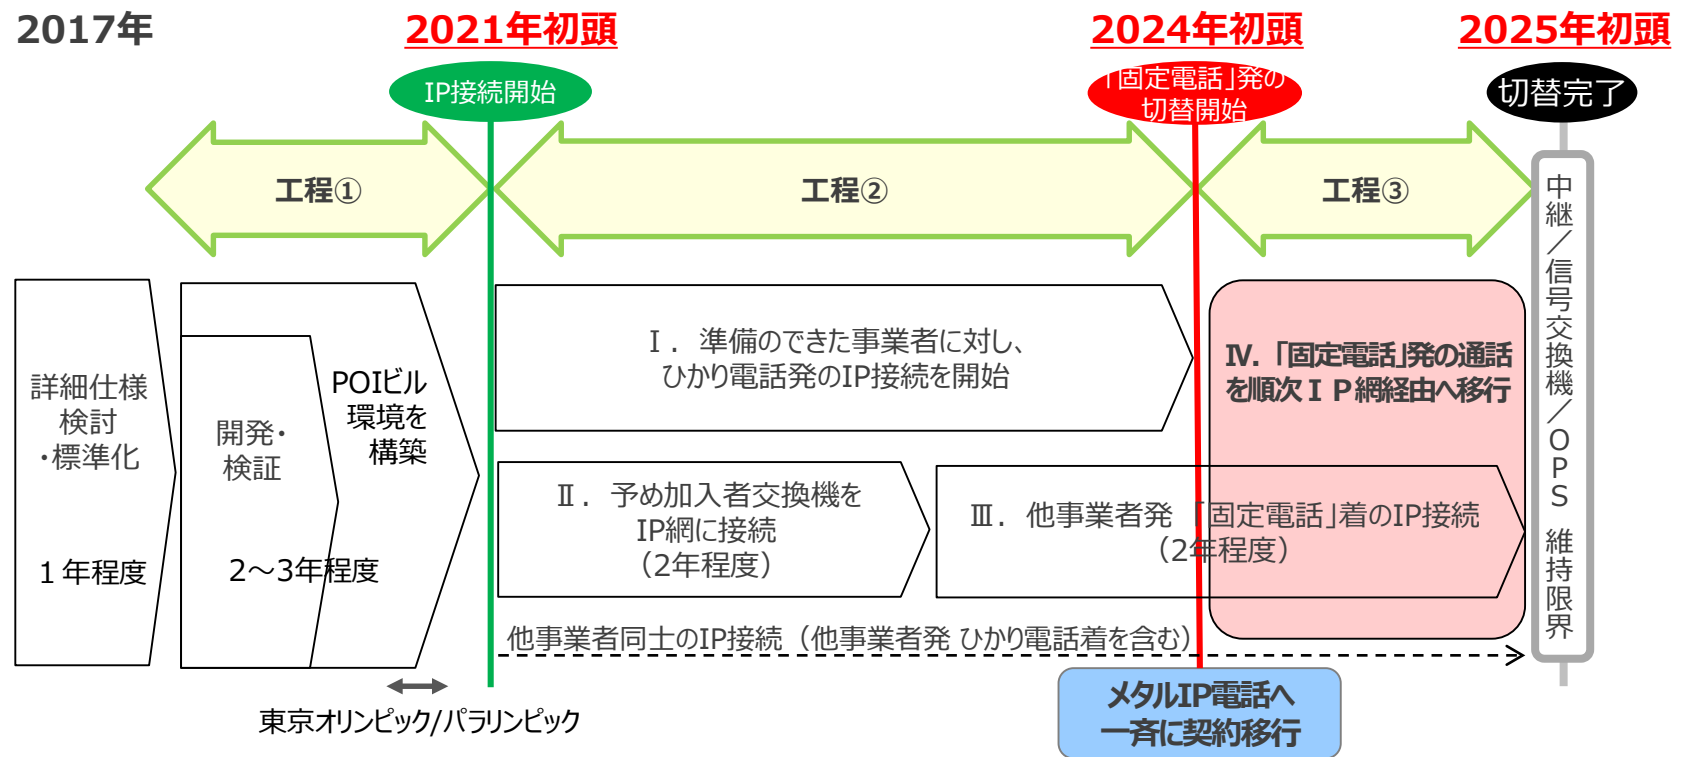 2017年
2021年初頭
2024年初頭
2025年初頭
IP接続開始
「固定電話」発の
切替開始
切替完了
工程①
工程②
工程③
詳細仕様
検討
・標準化
1年程度
開発・
検証
POIビル
環境を
構築
2～3年程度
Ⅰ．準備のできた事業者に対し、
ひかり電話発のIP接続を開始
Ⅱ．予め加入者交換機を
IP網に接続
（2年程度）
Ⅲ．他事業者発「固定電話」着のIP接続
（2年程度）
Ⅳ.「固定電話」発の通話
を順次ＩＰ網経由へ移行
中継／信号交換機／OPS 維持限界
他事業者同士のIP接続（他事業者発 ひかり電話着を含む）
東京オリンピック/パラリンピック
メタルIP電話へ
一斉に契約移行